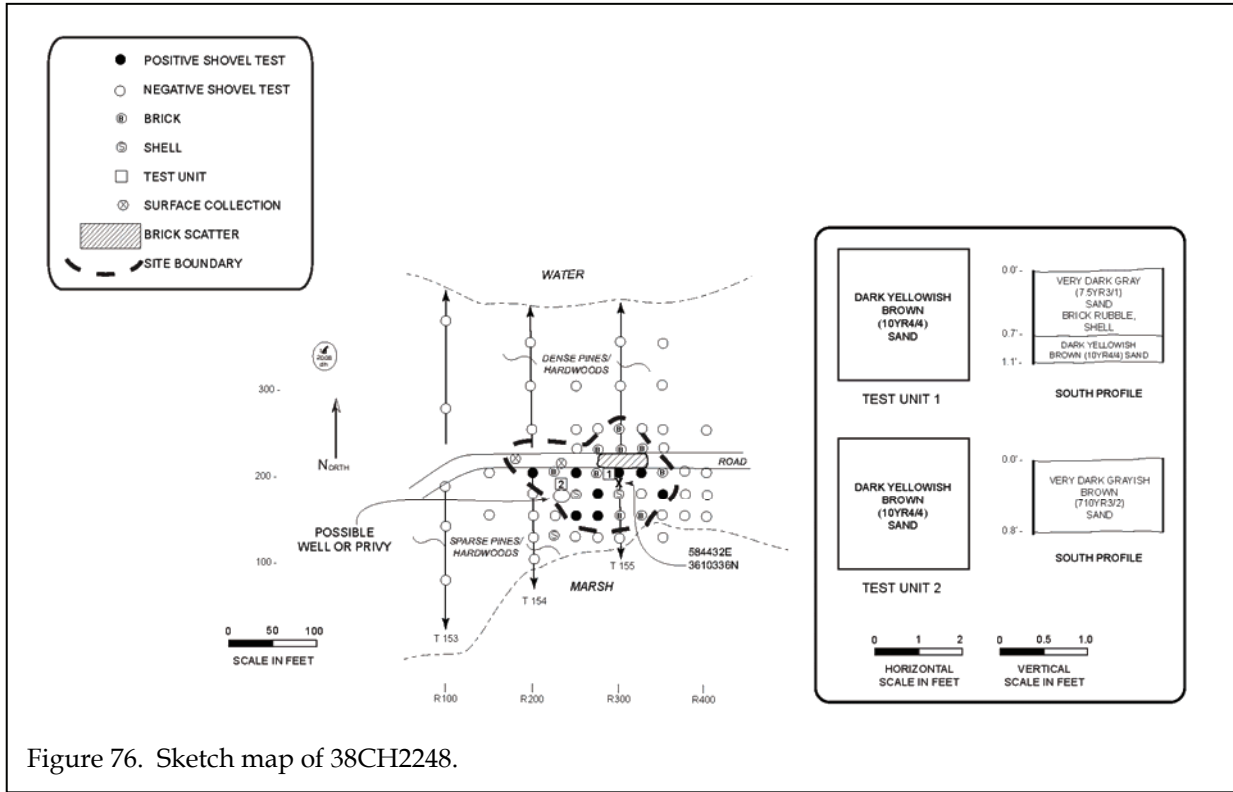 POSITIVE SHOVEL TEST
NEGATIVE SHOVEL TEST
B BRICK
S SHELL
TEST UNIT
SURFACE COLLECTION
BRICK SCATTER
SITE BOUNDARY
WATER
DENSE PINES/
HARDWOODS
300 -
200 -
100 -
NORTH
ROAD
1
2
POSSIBLE
WELL OR PRIVY
SPARSE PINES/
HARDWOODS
584432E
3610336N
MARSH
T 153
T 154
T 155
0 50 100
SCALE IN FEET
R100
R200
R300
R400
DARK YELLOWISH
BROWN
(10YR4/4)
SAND
TEST UNIT 1
0.0'-
0.7'-
1.1'-
VERY DARK GRAY
(7.5YR3/1)
SAND
BRICK RUBBLE,
SHELL
DARK YELLOWISH
BROWN (10YR4/4) SAND
SOUTH PROFILE
DARK YELLOWISH
BROWN
(10YR4/4)
SAND
TEST UNIT 2
0.0'-
0.8'-
VERY DARK GRAYISH
BROWN
(710YR3/2)
SAND
SOUTH PROFILE
0 1 2
HORIZONTAL
SCALE IN FEET
0 0.5 1.0
VERTICAL
SCALE IN FEET
Figure 76. Sketch map of 38CH2248.